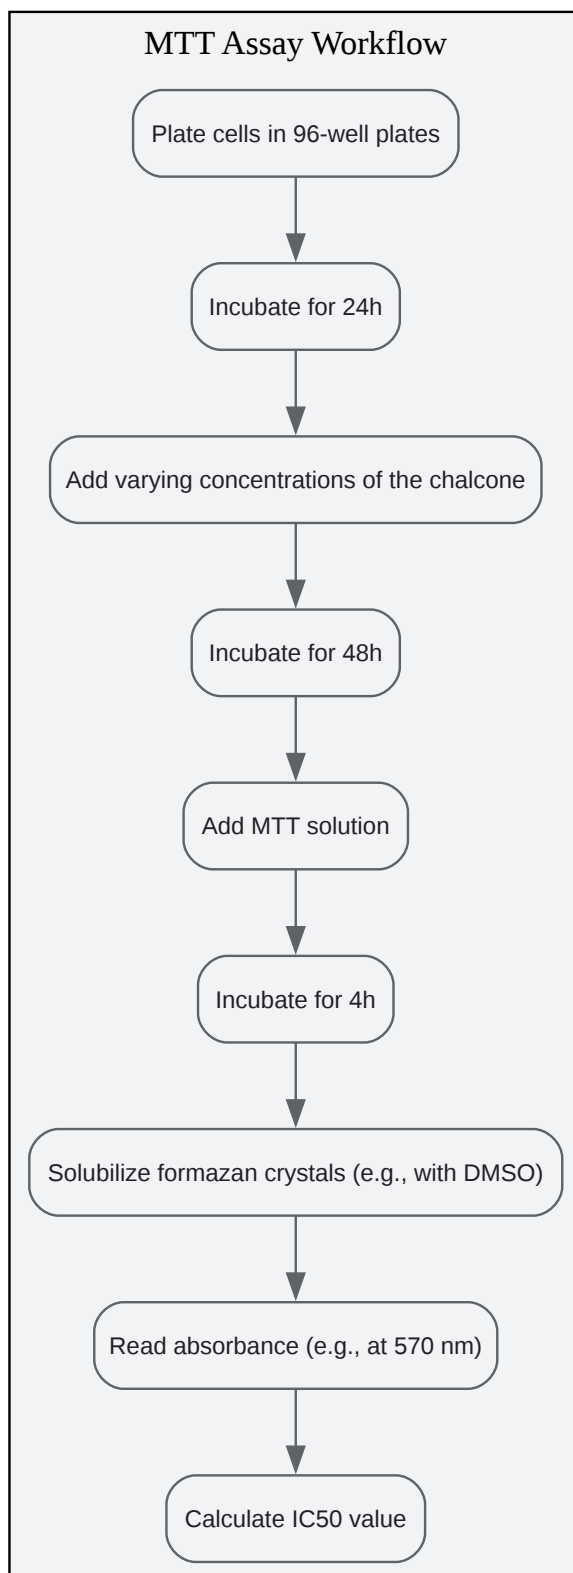 MTT Assay Workflow
Plate cells in 96-well plates
Incubate for 24h
Add varying concentrations of the chalcone
Incubate for 48h
Add MTT solution
Incubate for 4h
Solubilize formazan crystals (e.g., with DMSO)
Read absorbance (e.g., at 570 nm)
Calculate IC50 value